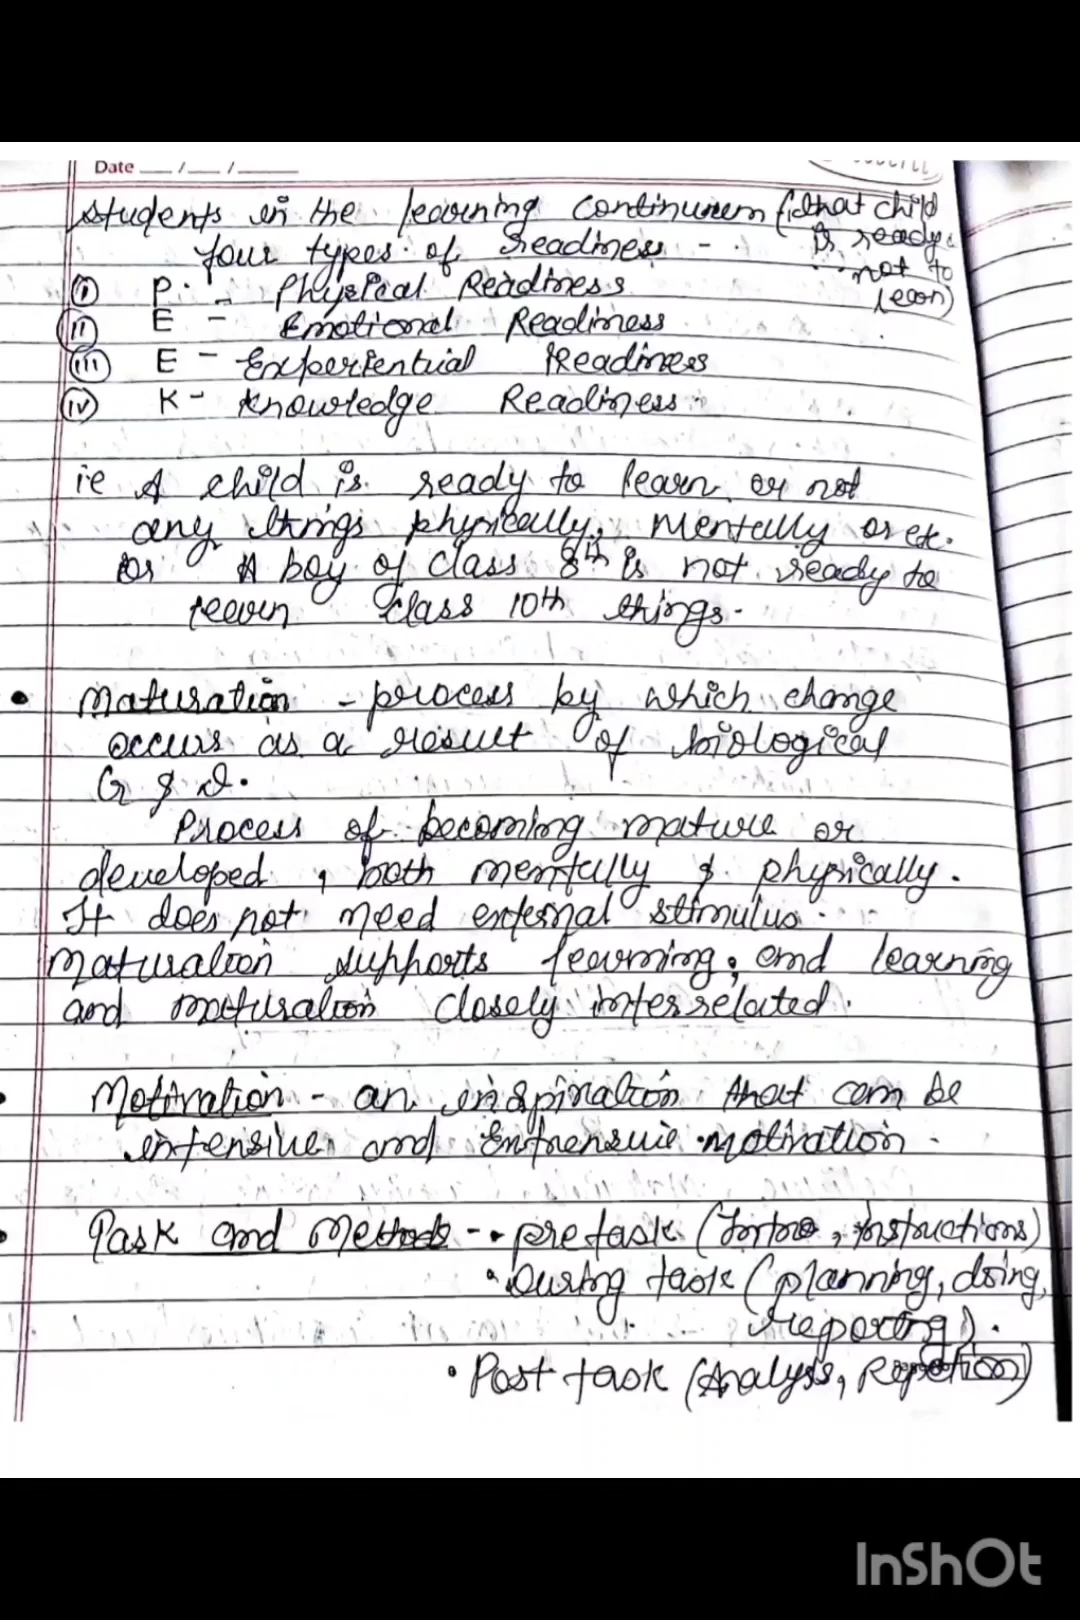 Date __/__/____
students in the learning continuum (that child
is ready
four types of readiness -
not to
learn)
(i) P. - Physical Readiness
(ii) E - Emotional Readiness
(iii) E - Experiential Readiness
(iv) K - Knowledge Readiness
ie A child is ready to learn or not
any things physically, mentally or etc.
or A boy of class 8th is not ready to
learn class 10th things.
• Maturation - process by which change
occurs as a result of biological
G & D.
Process of becoming mature or
developed, both mentally & physically.
It does not need external stimulus.
Maturation supports learning, and learning
and maturation closely interrelated.
• Motivation - an inspiration that can be
intensive and motivation.
• Task and Methods - • pretask (Intro, Instructions)
• During task (planning, doing,
reporting).
• Post task (Analysis,
InShOt